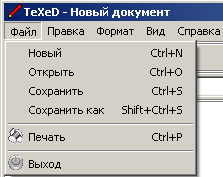 TeXeD - Новый документ
Файл Правка Формат Вид Справка
Новый Ctrl+N
Открыть Ctrl+O
Сохранить Ctrl+S
Сохранить как Shift+Ctrl+S
Печать Ctrl+P
Выход